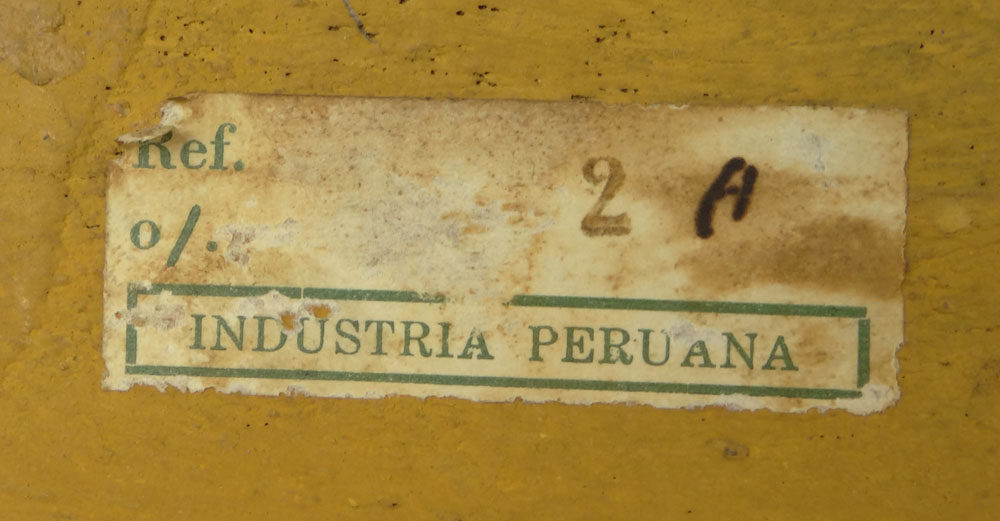 Ref. 2 A
o/.
INDUSTRIA PERUANA